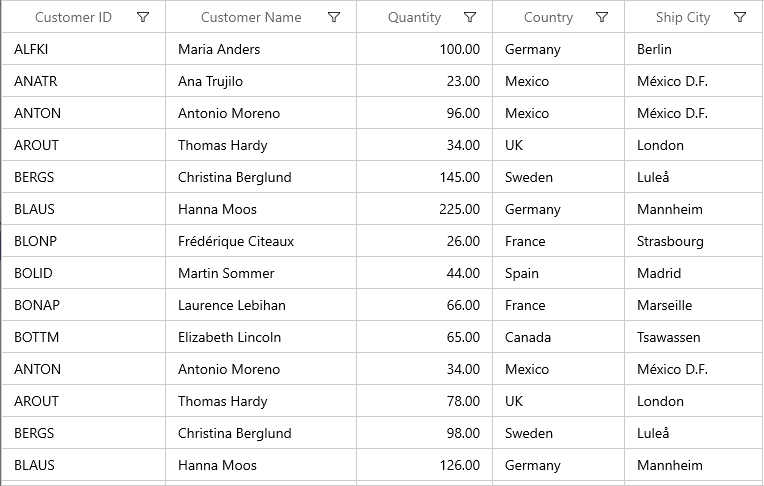 Customer ID Customer Name Quantity Country Ship City
ALFKI Maria Anders 100.00 Germany Berlin
ANATR Ana Trujilo 23.00 Mexico México D.F.
ANTON Antonio Moreno 96.00 Mexico México D.F.
AROUT Thomas Hardy 34.00 UK London
BERGS Christina Berglund 145.00 Sweden Luleå
BLAUS Hanna Moos 225.00 Germany Mannheim
BLONP Frédérique Citeaux 26.00 France Strasbourg
BOLID Martin Sommer 44.00 Spain Madrid
BONAP Laurence Lebihan 66.00 France Marseille
BOTTM Elizabeth Lincoln 65.00 Canada Tsawassen
ANTON Antonio Moreno 34.00 Mexico México D.F.
AROUT Thomas Hardy 78.00 UK London
BERGS Christina Berglund 98.00 Sweden Luleå
BLAUS Hanna Moos 126.00 Germany Mannheim